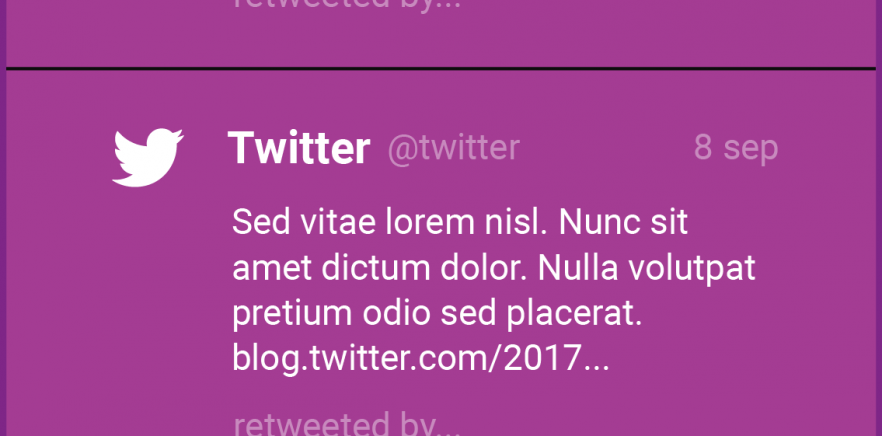 retweeted by...
Twitter @twitter 8 sep
Sed vitae lorem nisl. Nunc sit
amet dictum dolor. Nulla volutpat
pretium odio sed placerat.
blog.twitter.com/2017...
retweeted by...